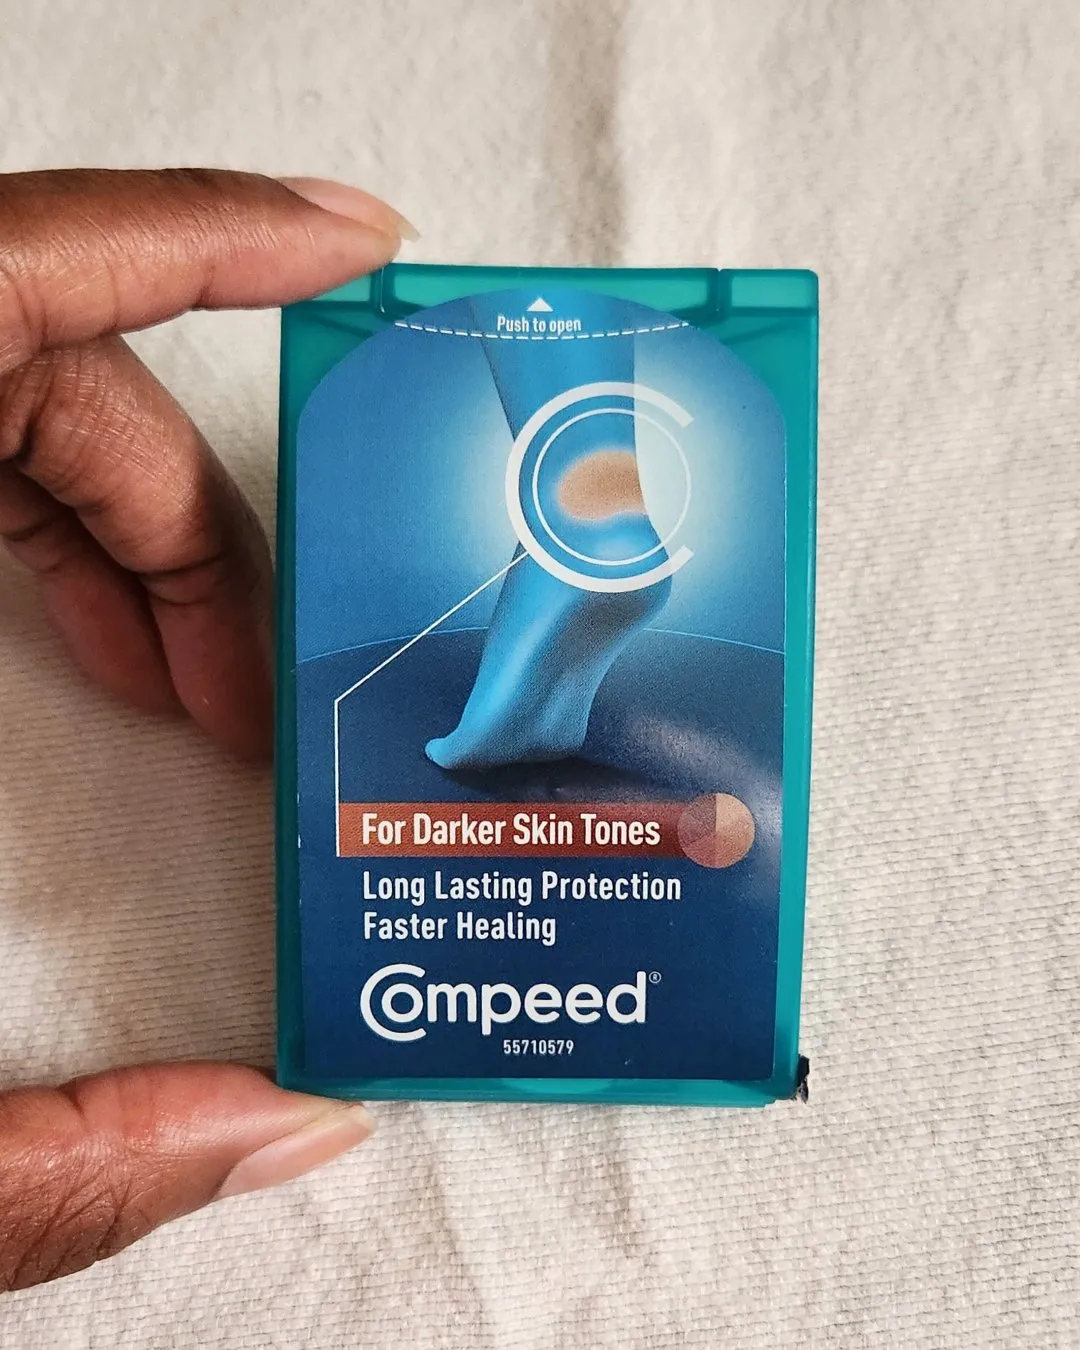 Push to open
For Darker Skin Tones
Long Lasting Protection
Faster Healing
Compeed®
55710579